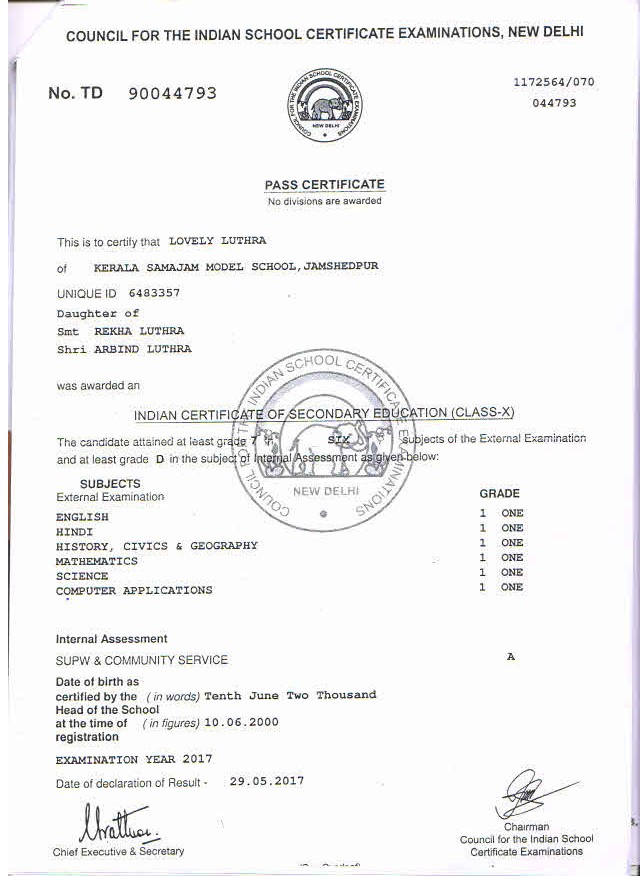 COUNCIL FOR THE INDIAN SCHOOL CERTIFICATE EXAMINATIONS, NEW DELHI
No. TD 90044793
1172564/070
044793
COUNCIL FOR THE INDIAN SCHOOL CERTIFICATE EXAMINATIONS
NEW DELHI
PASS CERTIFICATE
No divisions are awarded
This is to certify that LOVELY LUTHRA
of KERALA SAMAJAM MODEL SCHOOL,JAMSHEDPUR
UNIQUE ID 6483357
Daughter of
Smt REKHA LUTHRA
Shri ARBIND LUTHRA
was awarded an
INDIAN CERTIFICATE OF SECONDARY EDUCATION (CLASS-X)
The candidate attained at least grade 7 in SIX subjects of the External Examination
and at least grade D in the subject of Internal Assessment as given below:
COUNCIL FOR THE INDIAN SCHOOL CERTIFICATE EXAMINATIONS
NEW DELHI
SUBJECTS
External Examination GRADE
ENGLISH 1 ONE
HINDI 1 ONE
HISTORY, CIVICS & GEOGRAPHY 1 ONE
MATHEMATICS 1 ONE
SCIENCE 1 ONE
COMPUTER APPLICATIONS 1 ONE
Internal Assessment
SUPW & COMMUNITY SERVICE A
Date of birth as
certified by the (in words) Tenth June Two Thousand
Head of the School
at the time of (in figures) 10.06.2000
registration
EXAMINATION YEAR 2017
Date of declaration of Result - 29.05.2017
Chief Executive & Secretary
Chairman
Council for the Indian School
Certificate Examinations